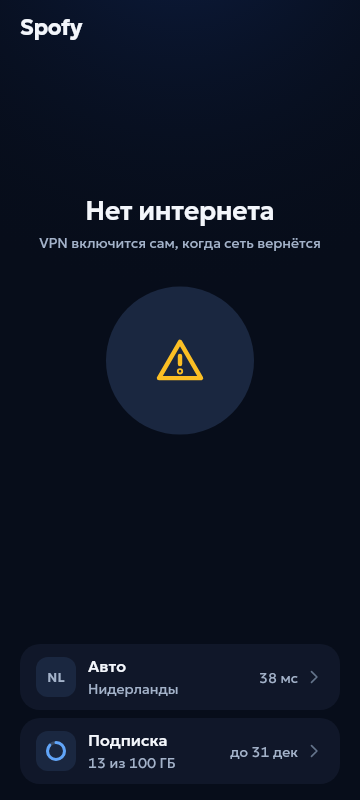 Spofy
Нет интернета
VPN включится сам, когда сеть вернётся
NL
Авто
Нидерланды
38 мс
Подписка
13 из 100 ГБ
до 31 дек